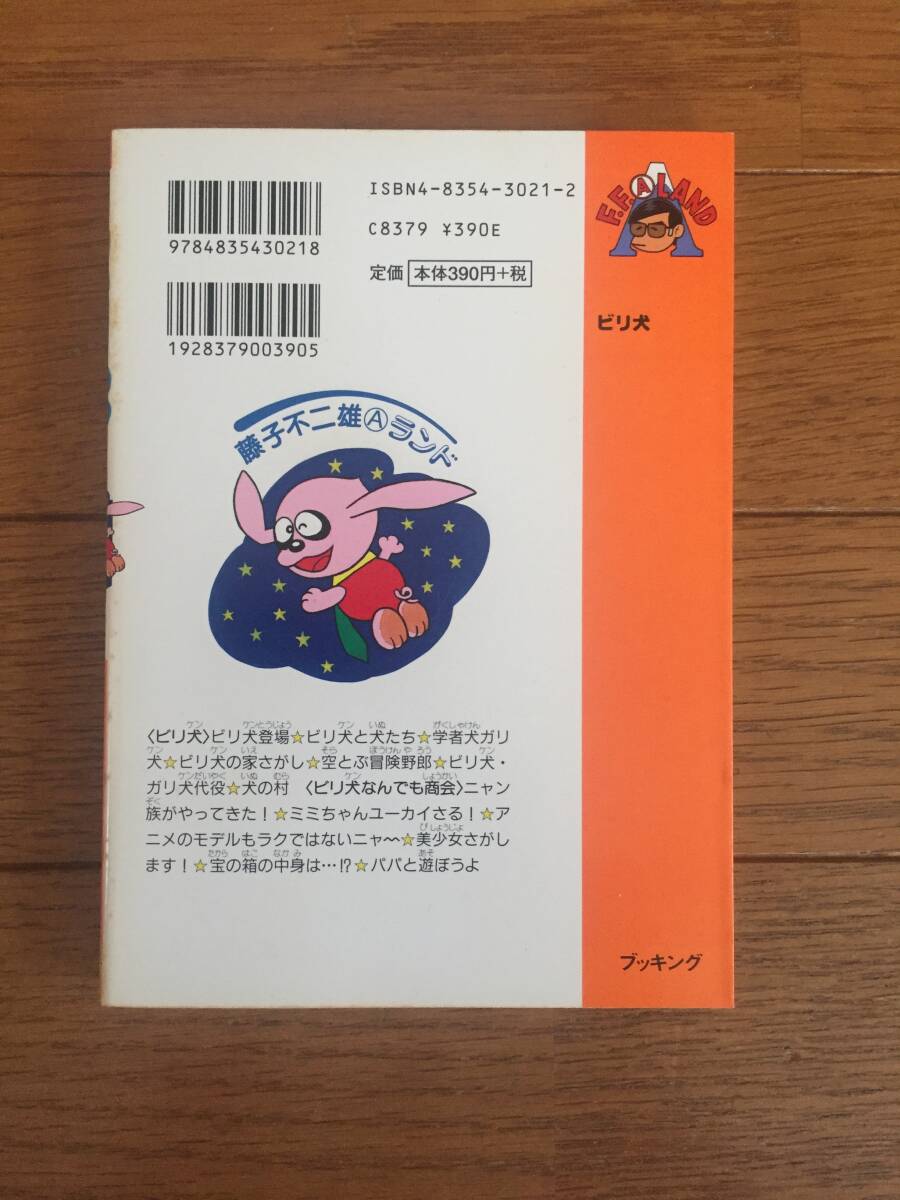 ISBN4-8354-3021-2
9784835430218
C8379 ¥390E
定価 本体390円+税
1928379003905
F.F.Ⓐ LAND
ビリ犬
藤子不二雄Ⓐランド
〈ビリ犬〉ビリ犬登場☆ビリ犬と犬たち☆学者犬ガリ
犬☆ビリ犬の家さがし☆空とぶ冒険野郎☆ビリ犬・
ガリ犬代役☆犬の村 〈ビリ犬なんでも商会〉ニャン
族がやってきた!☆ミミちゃんユーカイさる!☆ア
ニメのモデルもラクではないニャ〜☆美少女さがし
ます!☆宝の箱の中身は…!?☆パパと遊ぼうよ
ブッキング